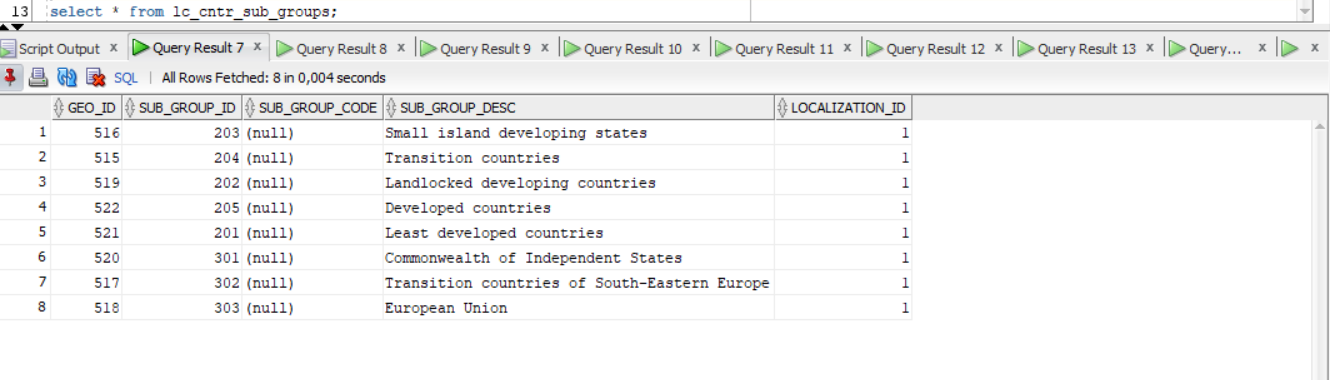 13 select * from lc_cntr_sub_groups;
Script Output x Query Result 7 x Query Result 8 x Query Result 9 x Query Result 10 x Query Result 11 x Query Result 12 x Query Result 13 x Query... x x
SQL | All Rows Fetched: 8 in 0,004 seconds
GEO_ID SUB_GROUP_ID SUB_GROUP_CODE SUB_GROUP_DESC LOCALIZATION_ID
1 516 203 (null) Small island developing states 1
2 515 204 (null) Transition countries 1
3 519 202 (null) Landlocked developing countries 1
4 522 205 (null) Developed countries 1
5 521 201 (null) Least developed countries 1
6 520 301 (null) Commonwealth of Independent States 1
7 517 302 (null) Transition countries of South-Eastern Europe 1
8 518 303 (null) European Union 1